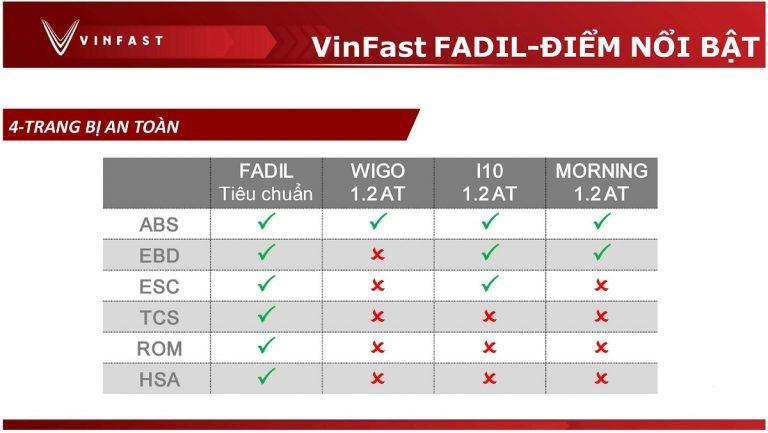 VINFAST
VinFast FADIL-ĐIỂM NỔI BẬT
4-TRANG BỊ AN TOÀN
FADIL WIGO I10 MORNING
Tiêu chuẩn 1.2 AT 1.2 AT 1.2 AT
ABS ✓ ✓ ✓ ✓
EBD ✓ ✗ ✓ ✓
ESC ✓ ✗ ✓ ✗
TCS ✓ ✗ ✗ ✗
ROM ✓ ✗ ✗ ✗
HSA ✓ ✗ ✗ ✗